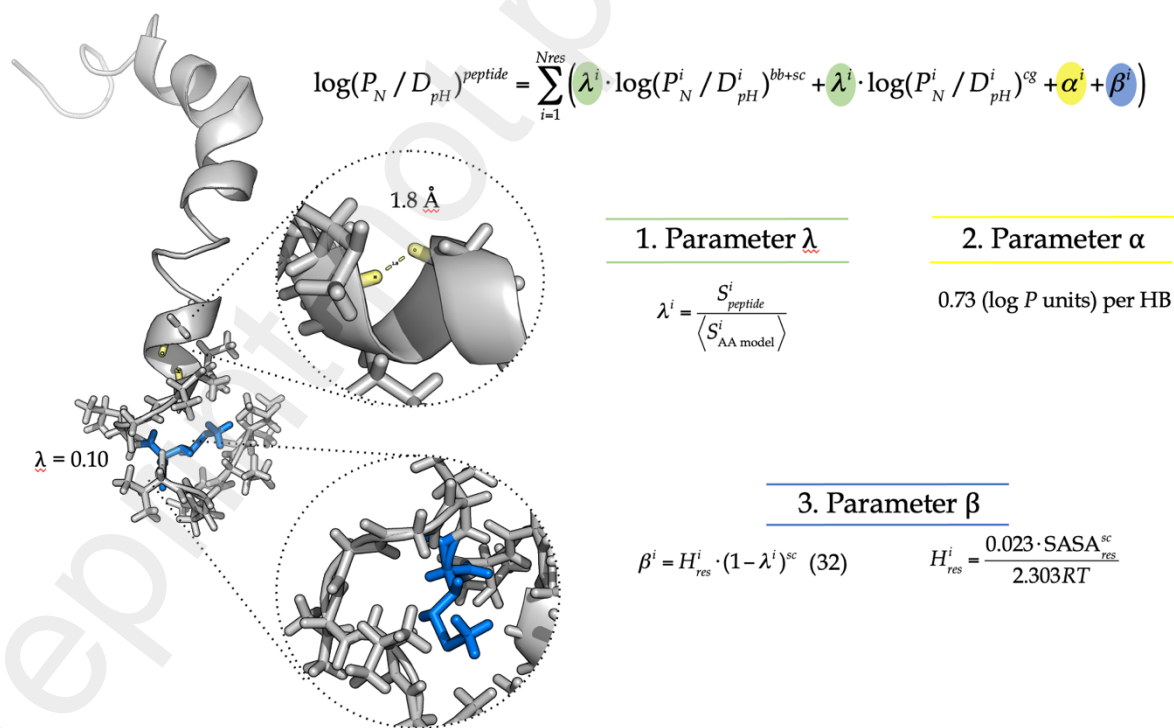 log(P_N / D_pH)^peptide = ∑_{i=1}^{Nres} (λ^i · log(P_N^i / D_pH^i)^{bb+sc} + λ^i · log(P_N^i / D_pH^i)^{cg} + α^i + β^i)
1.8 Å
1. Parameter λ
2. Parameter α
λ^i = S^i_peptide / ⟨S^i_AA model⟩
0.73 (log P units) per HB
λ = 0.10
3. Parameter β
β^i = H^i_res · (1 − λ^i)^sc (32)
H^i_res = 0.023 · SASA^sc_res / 2.303RT